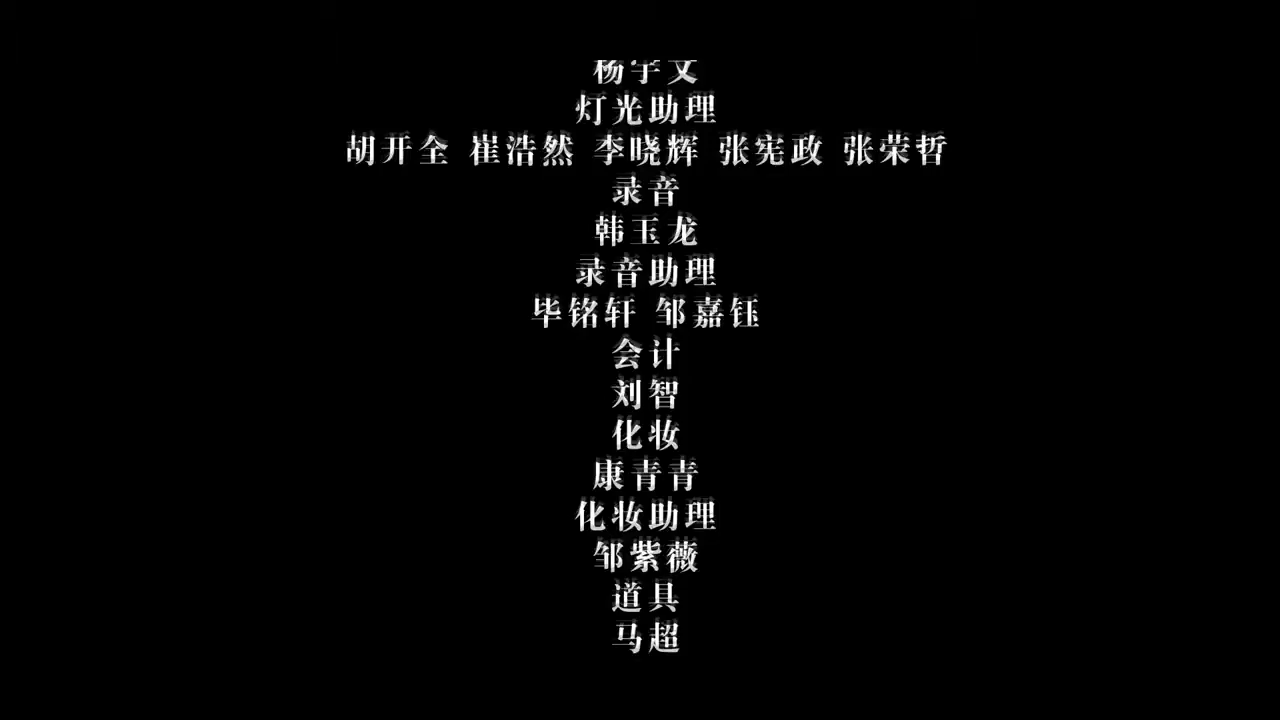 灯光助理
胡开全 崔浩然 李晓辉 张宪政 张荣哲
录音
韩玉龙
录音助理
毕铭轩 邹嘉钰
会计
刘智
化妆
康青青
化妆助理
邹紫薇
道具
马超